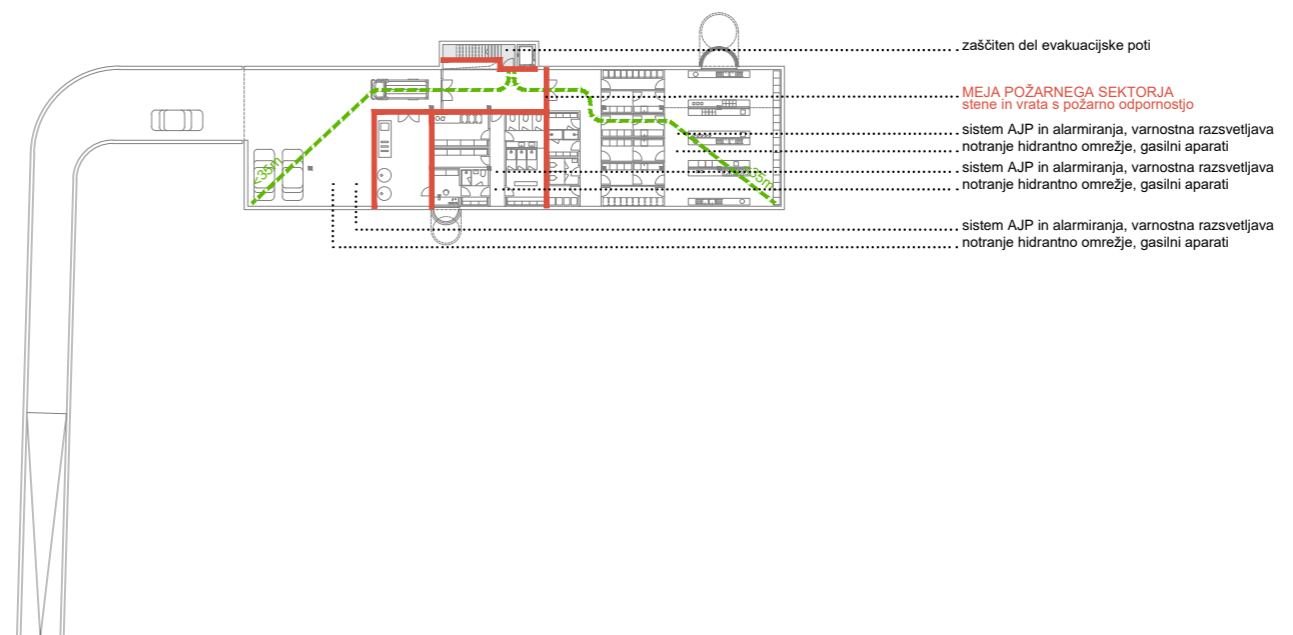 zaščiten del evakuacijske poti
MEJA POŽARNEGA SEKTORJA
stene in vrata s požarno odpornostjo
sistem AJP in alarmiranja, varnostna razsvetljava
notranje hidrantno omrežje, gasilni aparati
sistem AJP in alarmiranja, varnostna razsvetljava
notranje hidrantno omrežje, gasilni aparati
<35m
<35m
sistem AJP in alarmiranja, varnostna razsvetljava
notranje hidrantno omrežje, gasilni aparati